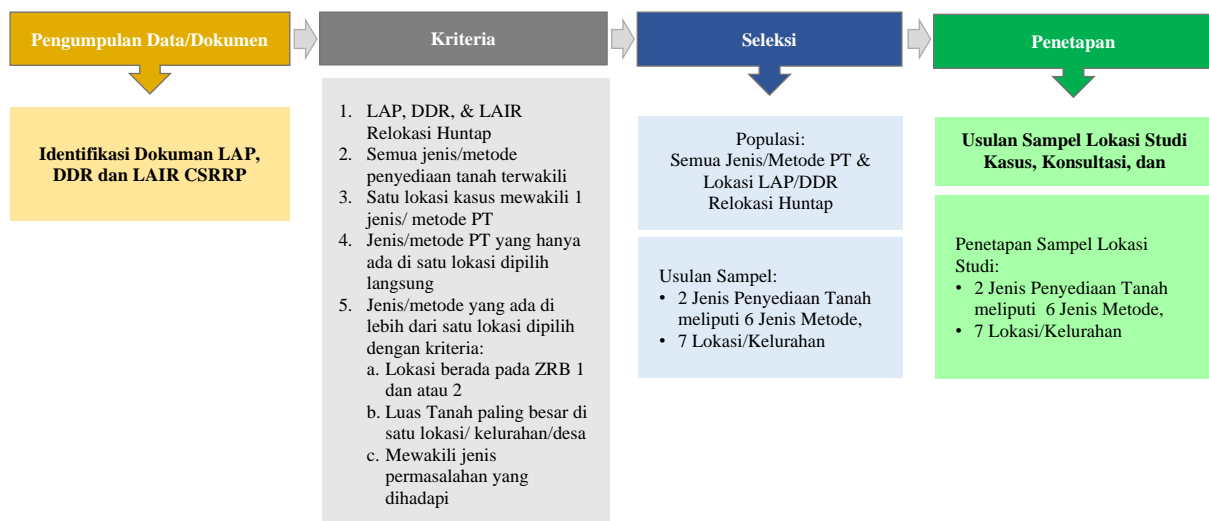 Pengumpulan Data/Dokumen
Identifikasi Dokuman LAP,
DDR dan LAIR CSRRP
Kriteria
1. LAP, DDR, & LAIR
Relokasi Huntap
2. Semua jenis/metode
penyediaan tanah terwakili
3. Satu lokasi kasus mewakili 1
jenis/ metode PT
4. Jenis/metode PT yang hanya
ada di satu lokasi dipilih
langsung
5. Jenis/metode yang ada di
lebih dari satu lokasi dipilih
dengan kriteria:
a. Lokasi berada pada ZRB 1
dan atau 2
b. Luas Tanah paling besar di
satu lokasi/ kelurahan/desa
c. Mewakili jenis
permasalahan yang
dihadapi
Seleksi
Populasi:
Semua Jenis/Metode PT &
Lokasi LAP/DDR
Relokasi Huntap
Usulan Sampel:
• 2 Jenis Penyediaan Tanah
meliputi 6 Jenis Metode,
• 7 Lokasi/Kelurahan
Penetapan
Usulan Sampel Lokasi Studi
Kasus, Konsultasi, dan
Penetapan Sampel Lokasi
Studi:
• 2 Jenis Penyediaan Tanah
meliputi 6 Jenis Metode,
• 7 Lokasi/Kelurahan